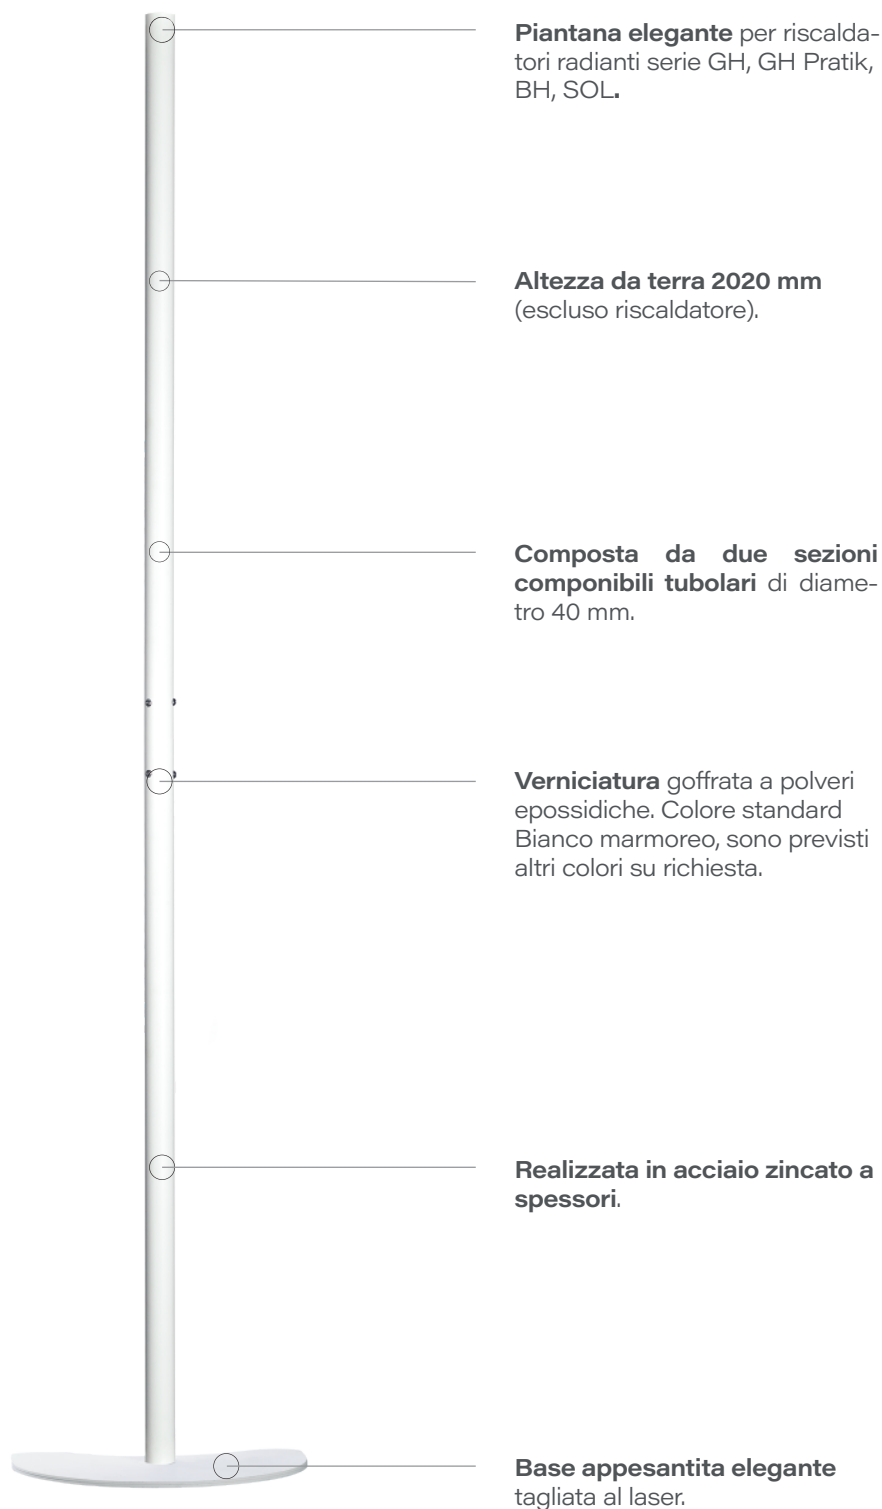 Piantana elegante per riscalda-
tori radianti serie GH, GH Pratik,
BH, SOL.
Altezza da terra 2020 mm
(escluso riscaldatore).
Composta da due sezioni
componibili tubolari di diame-
tro 40 mm.
Verniciatura goffrata a polveri
epossidiche. Colore standard
Bianco marmoreo, sono previsti
altri colori su richiesta.
Realizzata in acciaio zincato a
spessori.
Base appesantita elegante
tagliata al laser.